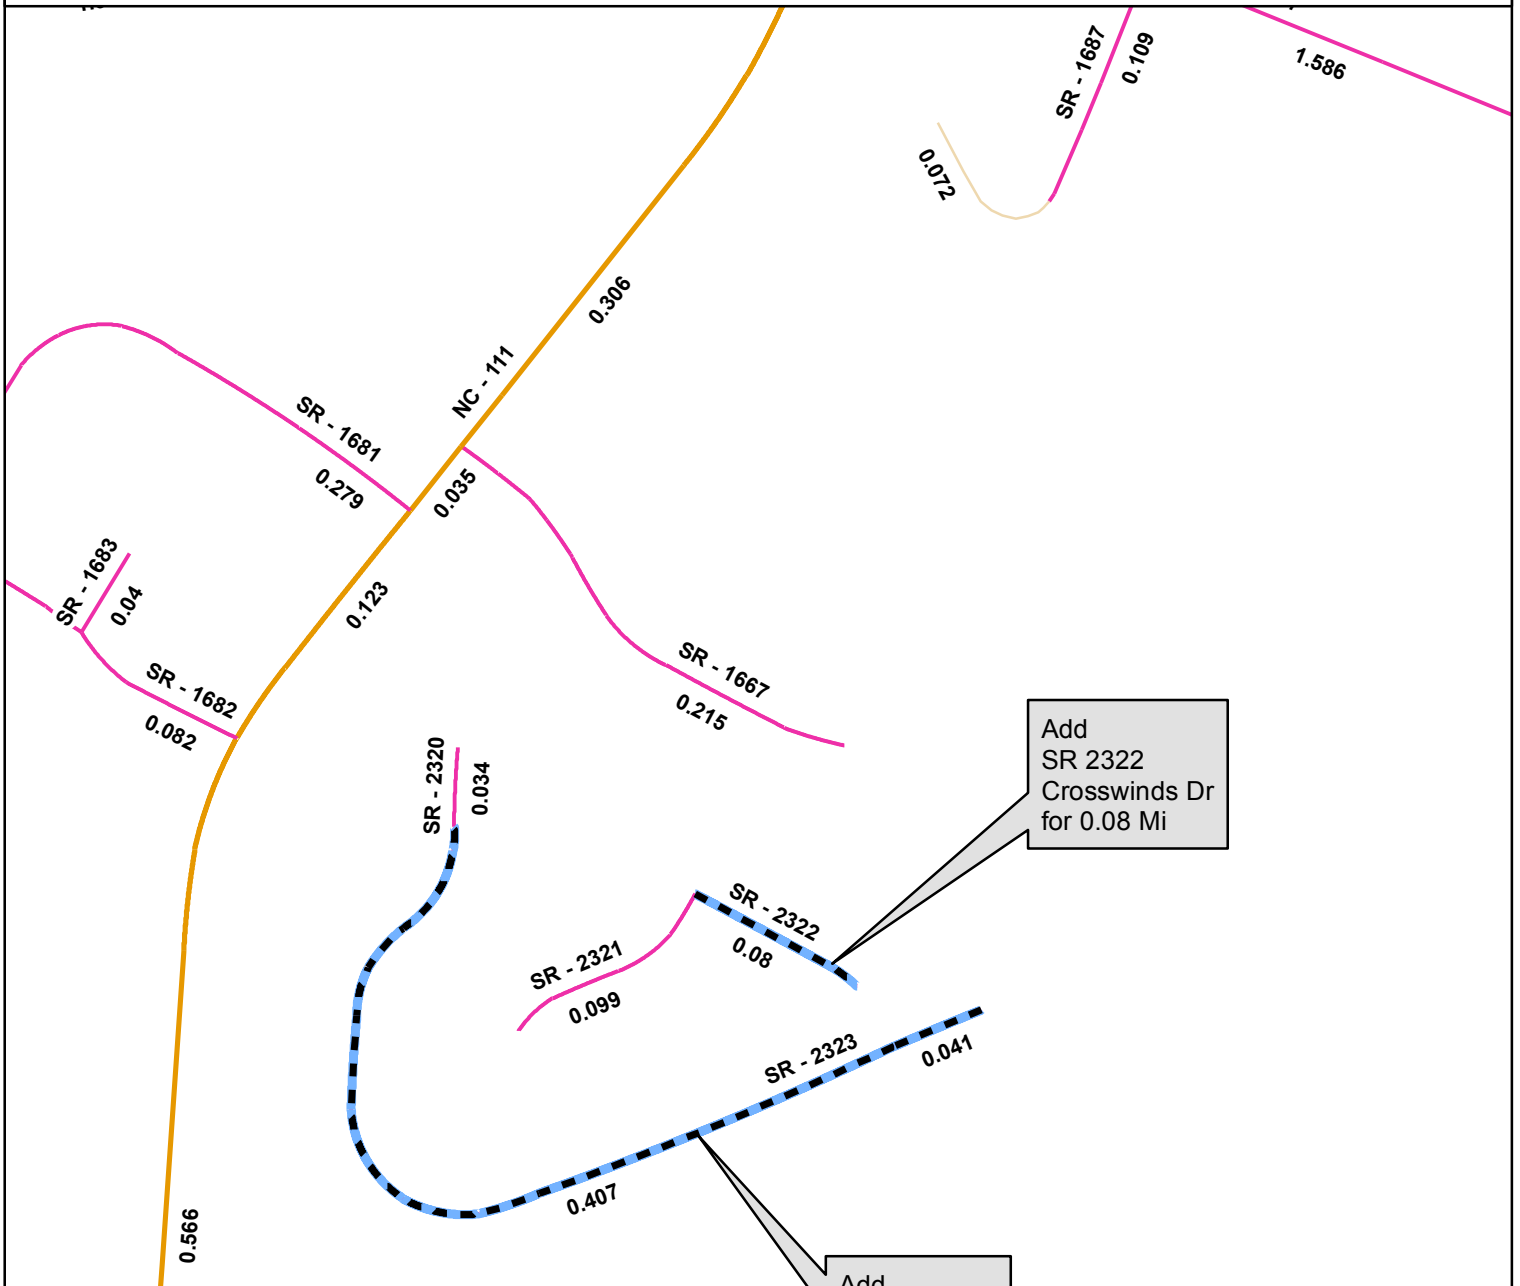 SR - 1687
0.109
1.586
0.072
0.306
NC - 111
SR - 1681
0.279
0.035
SR - 1683
0.04
0.123
SR - 1682
0.082
SR - 1667
0.215
SR - 2320
0.034
Add
SR 2322
Crosswinds Dr
for 0.08 Mi
SR - 2322
0.08
SR - 2321
0.099
SR - 2323
0.041
0.407
0.566
Add